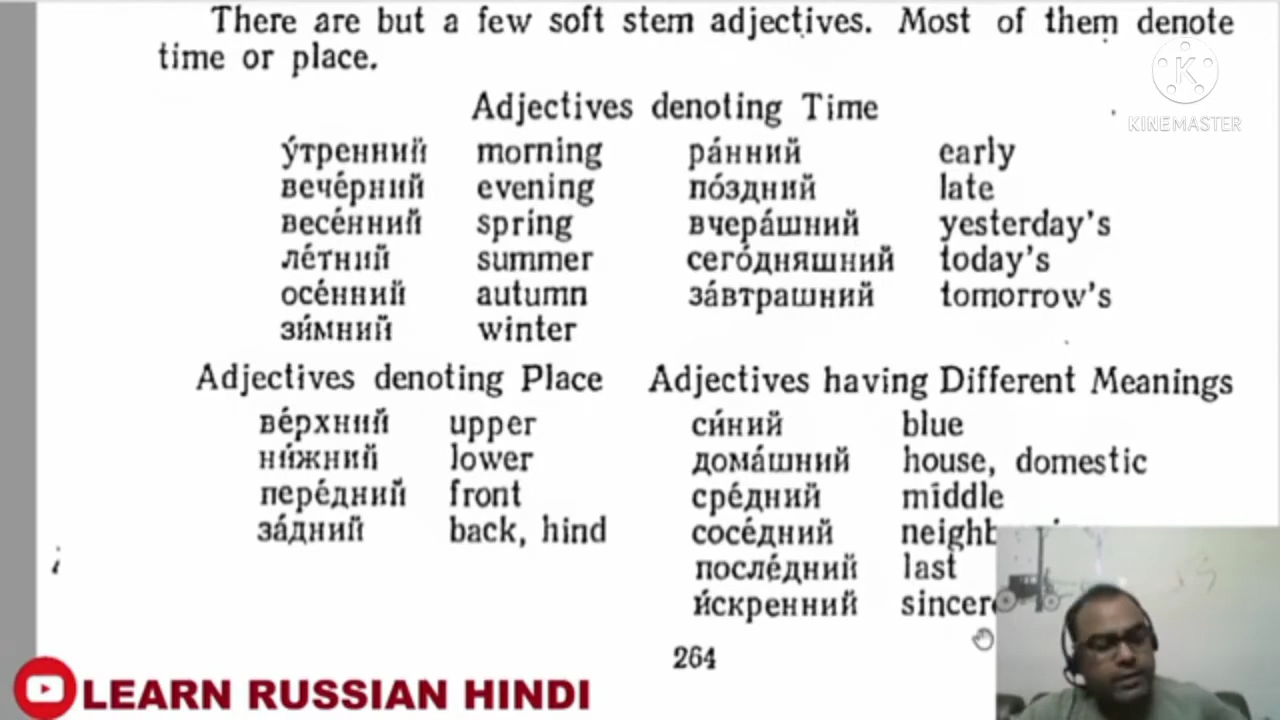 There are but a few soft stem adjectives. Most of them denote
time or place.
KINEMASTER
Adjectives denoting Time
у́тренний morning ра́нний early
вече́рний evening по́здний late
весе́нний spring вчера́шний yesterday's
ле́тний summer сего́дняшний today's
осе́нний autumn за́втрашний tomorrow's
зи́мний winter
Adjectives denoting Place Adjectives having Different Meanings
ве́рхний upper си́ний blue
ни́жний lower дома́шний house, domestic
пере́дний front сре́дний middle
за́дний back, hind сосе́дний
после́дний last
и́скренний
264
LEARN RUSSIAN HINDI